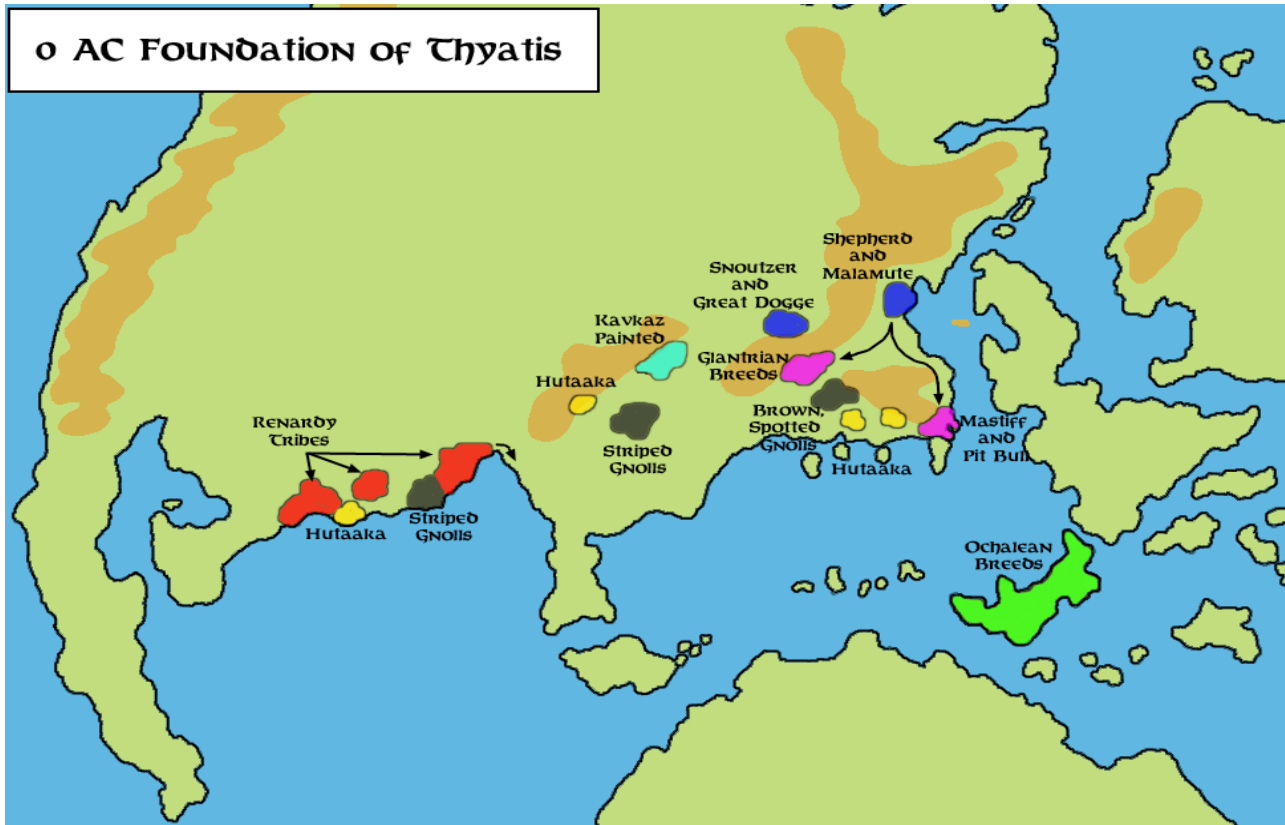 0 AC Foundation of Thyatis
Shepherd
and
Malamute
Snoutzer
and
Great Dogge
Kavkaz
Painted
Glantrian
Breeds
Hutaaka
Brown,
Spotted
Gnolls
Mastiff
and
Pit Bull
Renardy
Tribes
Striped
Gnolls
Hutaaka
Hutaaka
Striped
Gnolls
Ochalean
Breeds